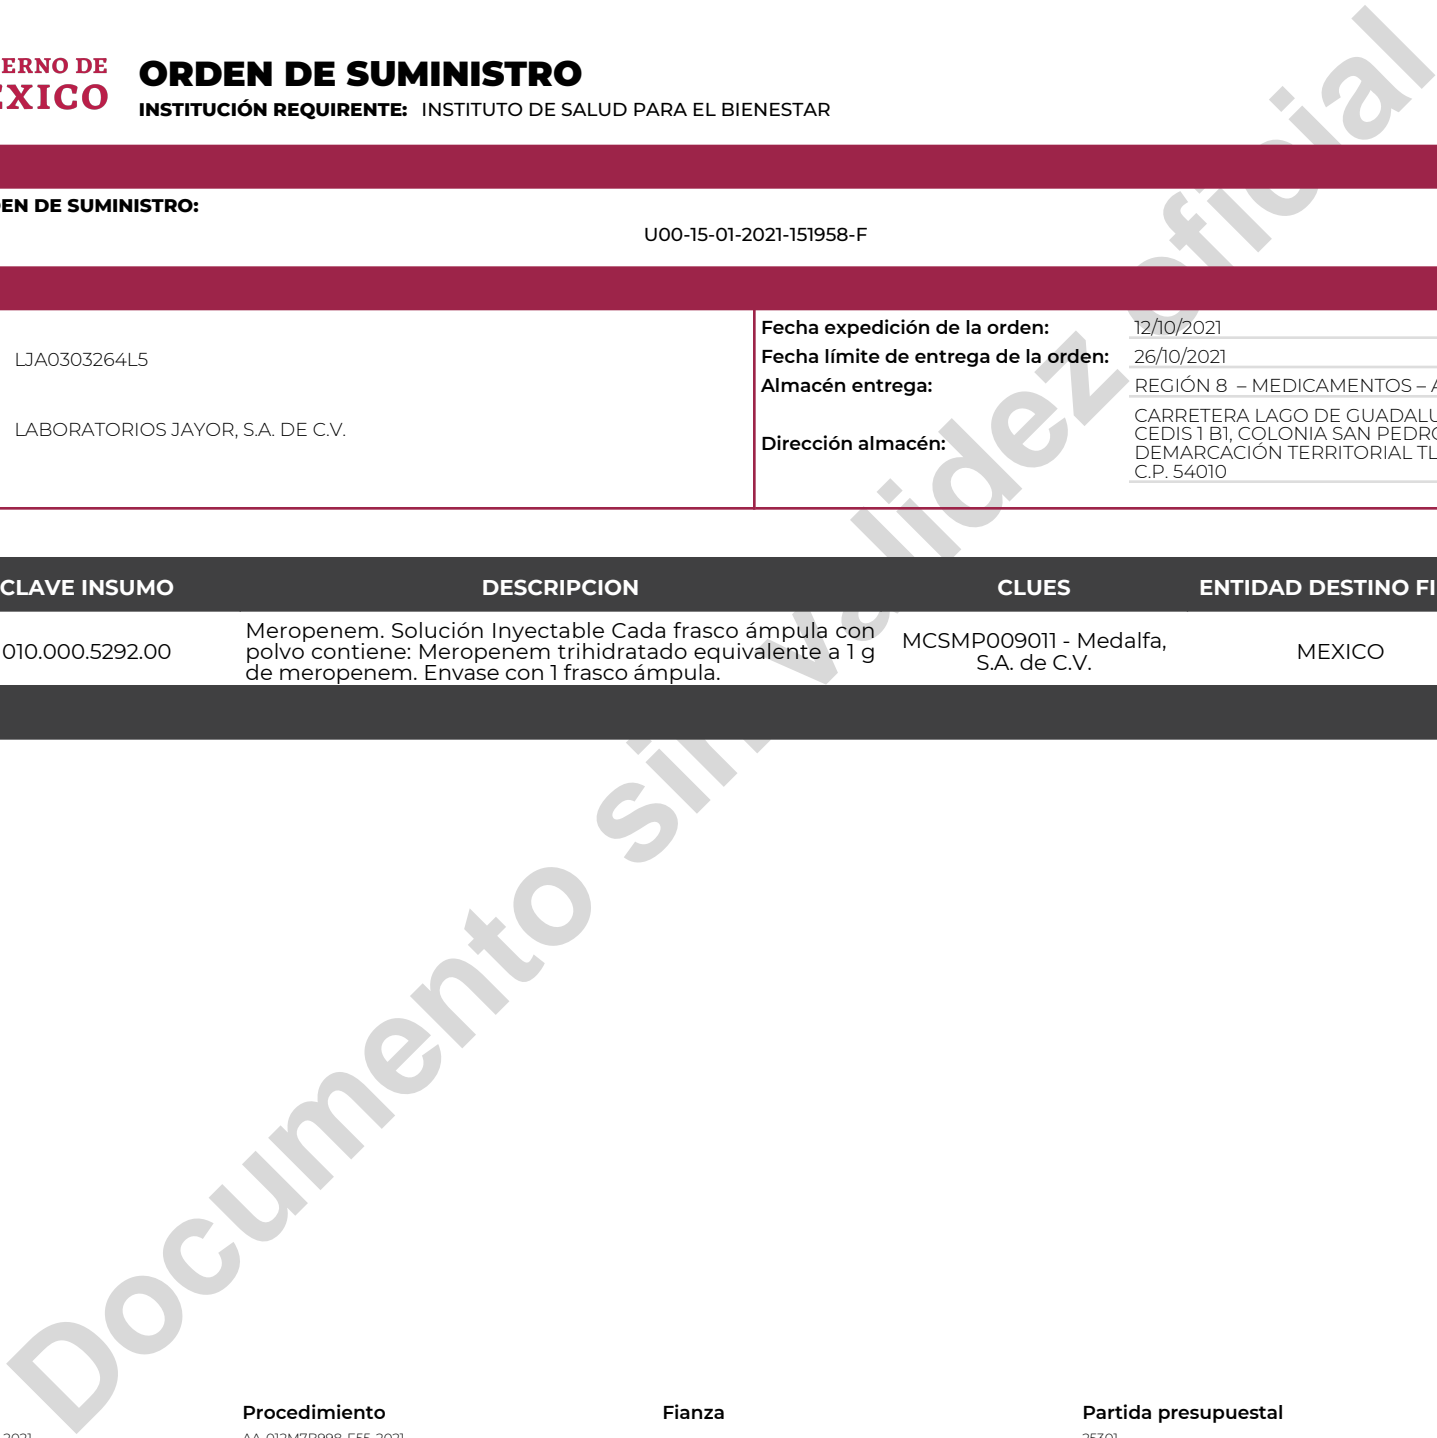 ERNO DE
ORDEN DE SUMINISTRO
XICO
INSTITUCIÓN REQUIRENTE: INSTITUTO DE SALUD PARA EL BIENESTAR
EN DE SUMINISTRO:
U00-15-01-2021-151958-F
Fecha expedición de la orden: 12/10/2021
LJA0303264L5
Fecha límite de entrega de la orden: 26/10/2021
Almacén entrega: REGIÓN 8 – MEDICAMENTOS – A
LABORATORIOS JAYOR, S.A. DE C.V.
Dirección almacén:
CARRETERA LAGO DE GUADALU
CEDIS 1 B1, COLONIA SAN PEDRO
DEMARCACIÓN TERRITORIAL TL
C.P. 54010
CLAVE INSUMO DESCRIPCION CLUES ENTIDAD DESTINO FI
010.000.5292.00
Meropenem. Solución Inyectable Cada frasco ámpula con
polvo contiene: Meropenem trihidratado equivalente a 1 g
de meropenem. Envase con 1 frasco ámpula.
MCSMP009011 - Medalfa,
S.A. de C.V.
MEXICO
Documento sin validez oficial
Procedimiento Fianza Partida presupuestal